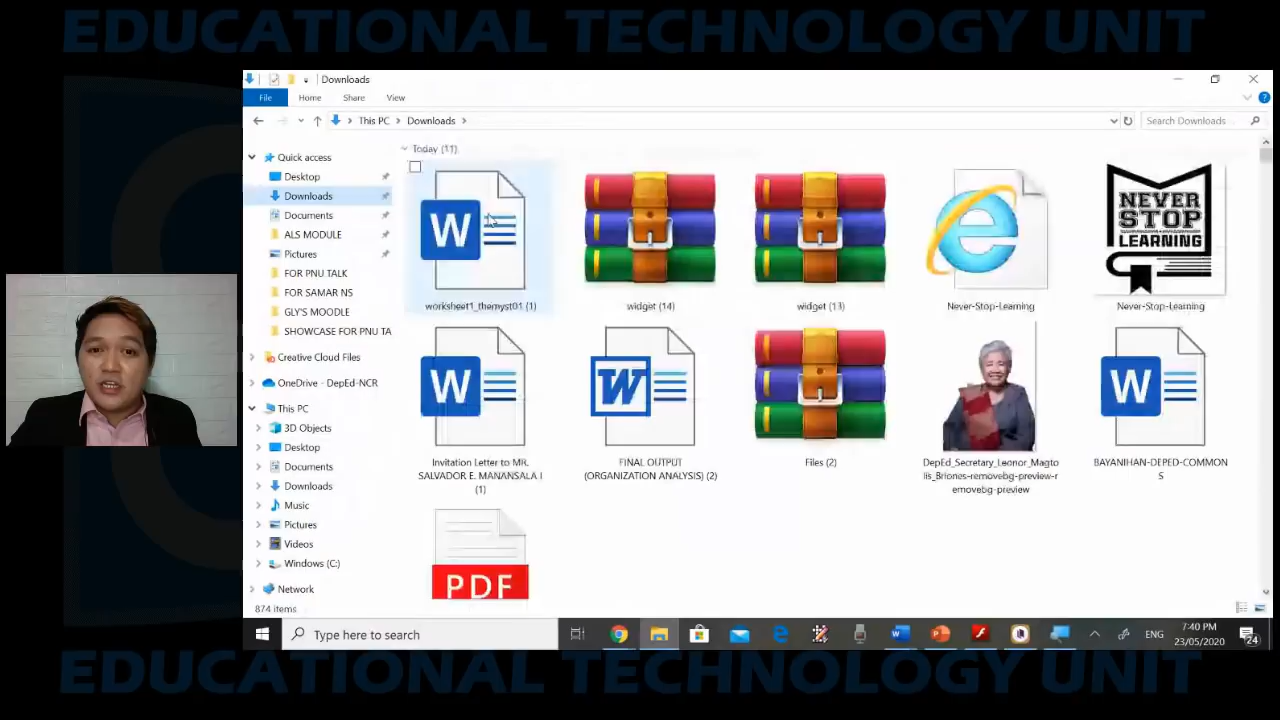 EDUCATIONAL TECHNOLOGY UNIT
Downloads
File
Home
Share
View
This PC
Downloads
Search Downloads
Quick access
Desktop
Downloads
Documents
ALS MODULE
Pictures
FOR PNU TALK
FOR SAMAR NS
GLY'S MOODLE
SHOWCASE FOR PNU TA
Creative Cloud Files
OneDrive - DepEd-NCR
This PC
3D Objects
Desktop
Documents
Downloads
Music
Pictures
Videos
Windows (C:)
Network
874 items
Today (11)
W
NEVER
STOP
LEARNING
worksheet1_themyst01 (1)
widget (14)
widget (13)
Never-Stop-Learning
Never-Stop-Learning
W
W
W
Invitation Letter to MR.
SALVADOR E. MANANSALA I
(1)
FINAL OUTPUT
(ORGANIZATION ANALYSIS) (2)
Files (2)
DepEd_Secretary_Leonor_Magto
lis_Briones-removebg-preview-r
emovebg-preview
BAYANIHAN-DEPED-COMMON
S
PDF
Type here to search
ENG
7:40 PM
23/05/2020
24
EDUCATIONAL TECHNOLOGY UNIT